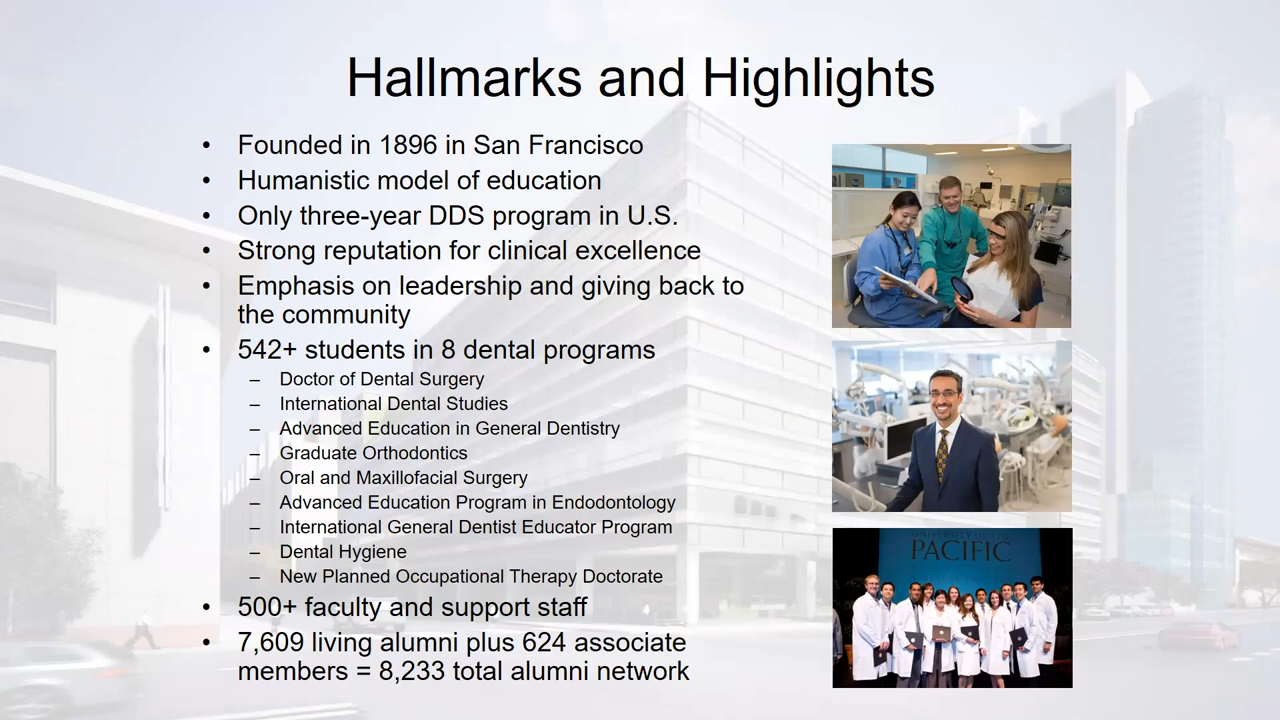 Hallmarks and Highlights
• Founded in 1896 in San Francisco
• Humanistic model of education
• Only three-year DDS program in U.S.
• Strong reputation for clinical excellence
• Emphasis on leadership and giving back to
the community
• 542+ students in 8 dental programs
– Doctor of Dental Surgery
– International Dental Studies
– Advanced Education in General Dentistry
– Graduate Orthodontics
– Oral and Maxillofacial Surgery
– Advanced Education Program in Endodontology
– International General Dentist Educator Program
– Dental Hygiene
– New Planned Occupational Therapy Doctorate
• 500+ faculty and support staff
• 7,609 living alumni plus 624 associate
members = 8,233 total alumni network
UNIVERSITY OF THE
PACIFIC